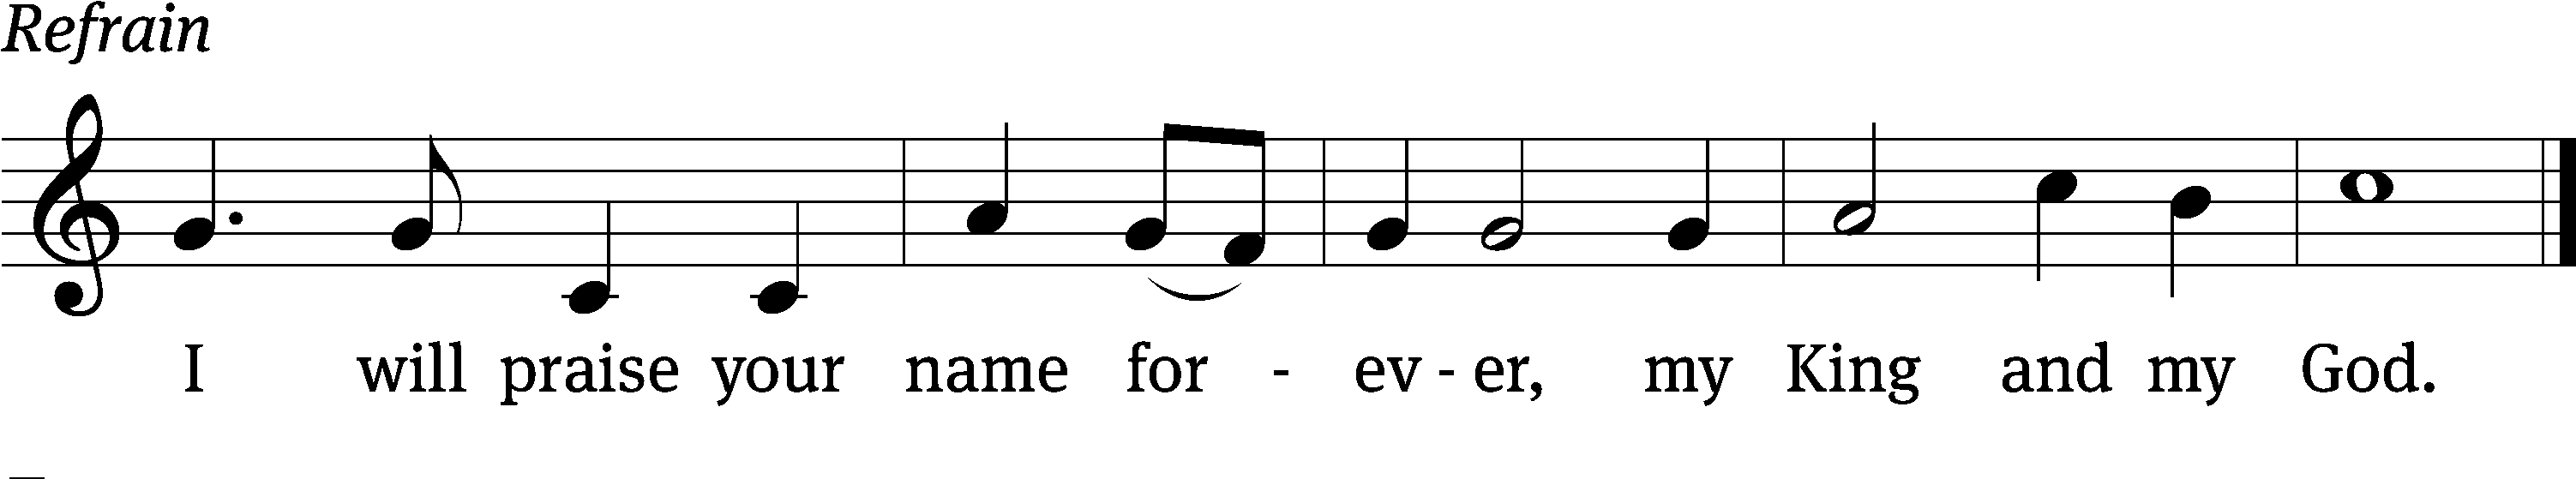 Refrain
I will praise your name for - ev - er, my King and my God.